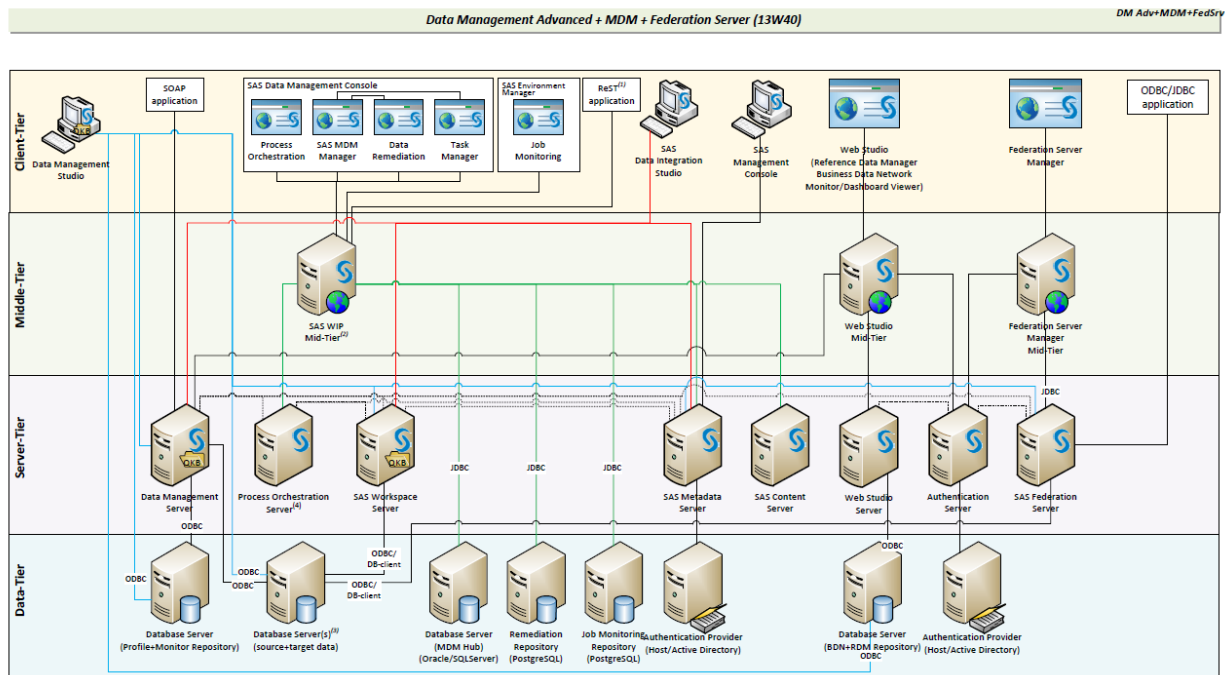 Data Management Advanced + MDM + Federation Server (13W40)
DM Adv+MDM+FedSrv
Client-Tier
QKB
Data Management
Studio
SOAP
application
SAS Data Management Console
Process
Orchestration
SAS MDM
Manager
Data
Remediation
Task
Manager
SAS Environment
Manager
Job
Monitoring
ReST(1)
application
SAS
Data Integration
Studio
SAS
Management
Console
Web Studio
(Reference Data Manager
Business Data Network
Monitor/Dashboard Viewer)
Federation Server
Manager
ODBC/JDBC
application
Middle-Tier
SAS WIP
Mid-Tier(2)
Web Studio
Mid-Tier
Federation Server
Manager
Mid-Tier
Server-Tier
JDBC
QKB
Data Management
Server
Process Orchestration
Server(4)
QKB
SAS Workspace
Server
JDBC
JDBC
JDBC
SAS Metadata
Server
SAS Content
Server
Web Studio
Server
Authentication
Server
SAS Federation
Server
ODBC
Data-Tier
ODBC
ODBC
ODBC
ODBC/
DB-client
ODBC/
DB-client
ODBC
Database Server
(Profile+Monitor Repository)
Database Server(s)(3)
(source+target data)
Database Server
(MDM Hub)
(Oracle/SQLServer)
Remediation
Repository
(PostgreSQL)
Job Monitoring
Repository
(PostgreSQL)
Authentication Provider
(Host/Active Directory)
Database Server
(BDN+RDM Repository)
ODBC
Authentication Provider
(Host/Active Directory)